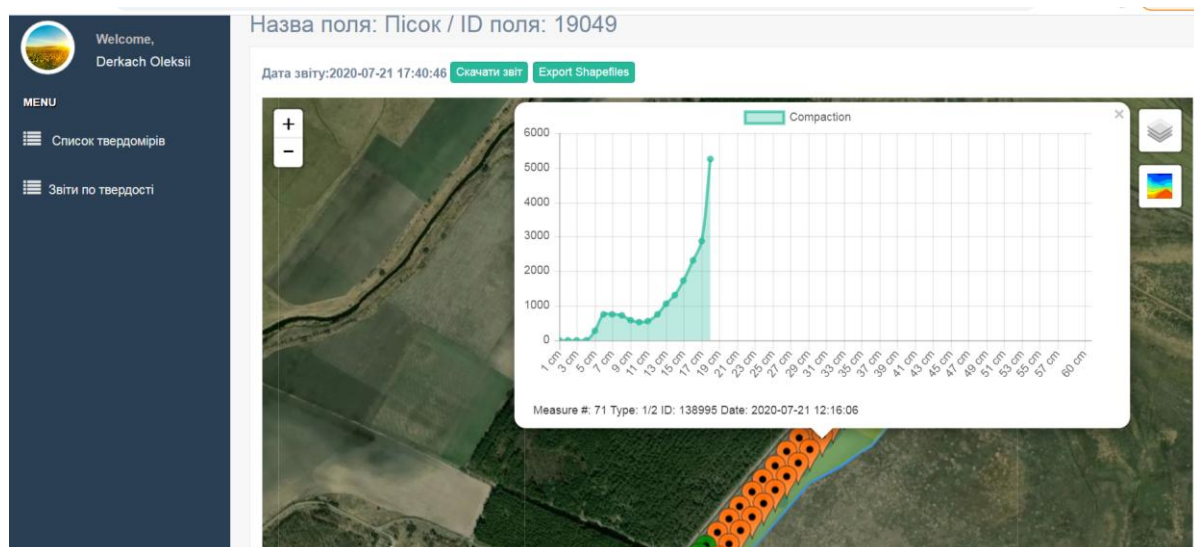 Назва поля: Пісок / ID поля: 19049
Welcome,
Derkach Oleksii
MENU
Список твердомірів
Звіти по твердості
Дата звіту:2020-07-21 17:40:46 Скачати звіт Export Shapefiles
+
−
×
Compaction
6000
5000
4000
3000
2000
1000
0
1 cm 3 cm 5 cm 7 cm 9 cm 11 cm 13 cm 15 cm 17 cm 19 cm 21 cm 23 cm 25 cm 27 cm 29 cm 31 cm 33 cm 35 cm 37 cm 39 cm 41 cm 43 cm 45 cm 47 cm 49 cm 51 cm 53 cm 55 cm 57 cm 60 cm
Measure #: 71 Type: 1/2 ID: 138995 Date: 2020-07-21 12:16:06